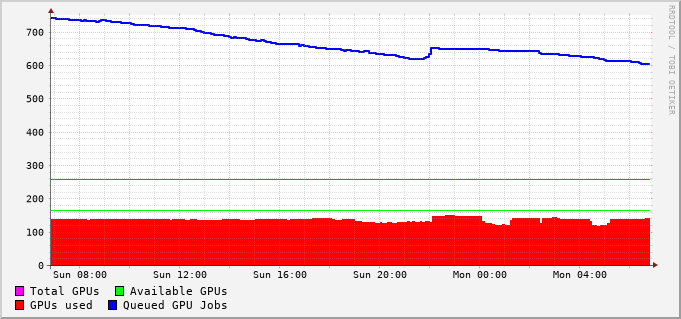 RRDTOOL / TOBI OETIKER
700
600
500
400
300
200
100
0
Sun 08:00 Sun 12:00 Sun 16:00 Sun 20:00 Mon 00:00 Mon 04:00
Total GPUs Available GPUs
GPUs used Queued GPU Jobs